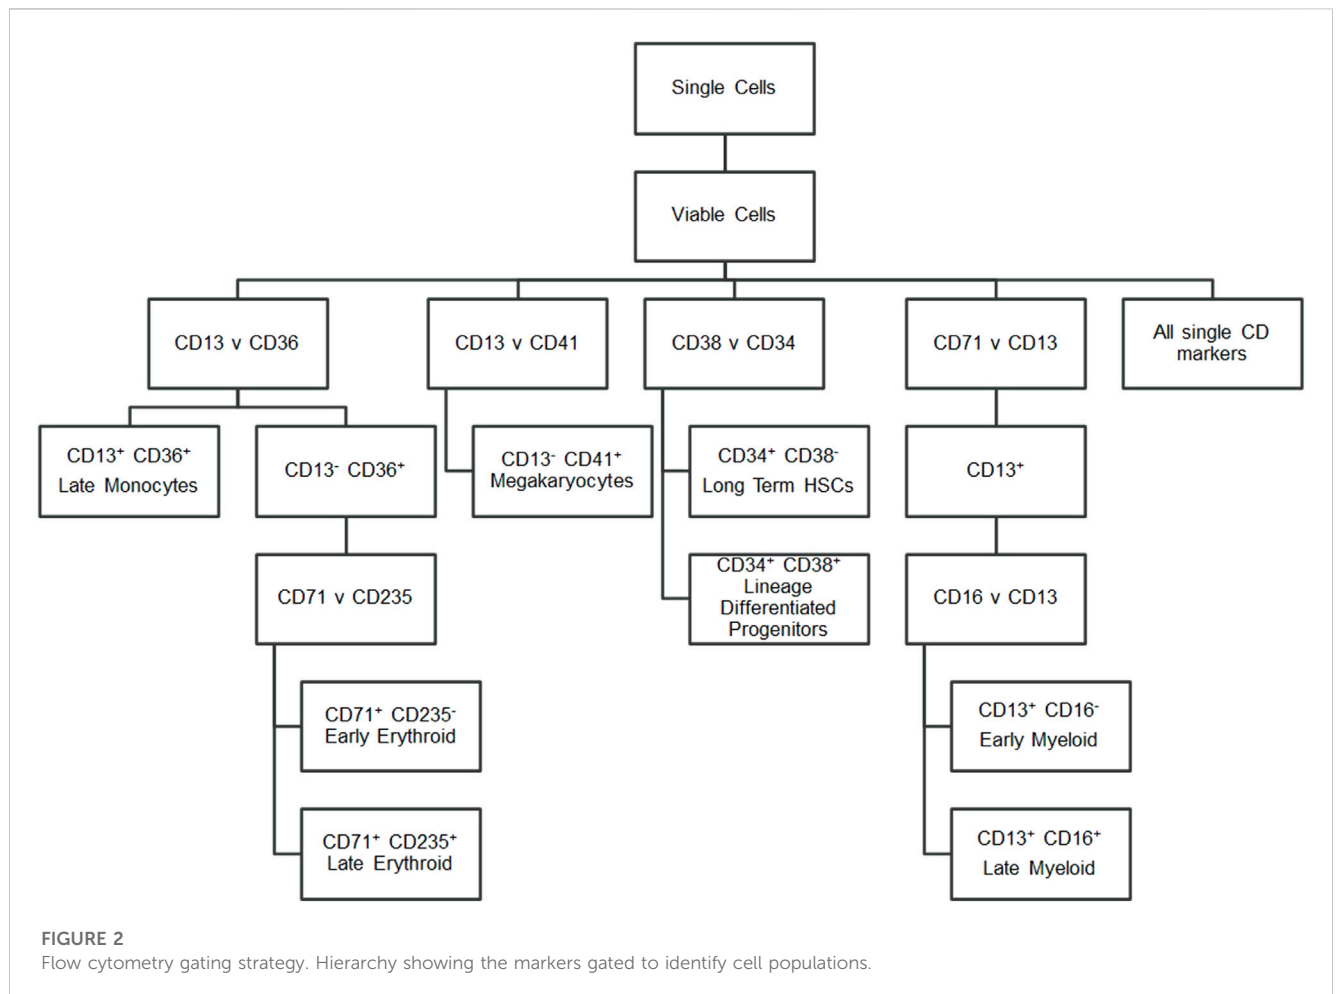 Single Cells
Viable Cells
CD13 v CD36
CD13 v CD41
CD38 v CD34
CD71 v CD13
All single CD
markers
CD13⁺ CD36⁺
Late Monocytes
CD13⁻ CD36⁺
CD13⁻ CD41⁺
Megakaryocytes
CD34⁺ CD38⁻
Long Term HSCs
CD13⁺
CD71 v CD235
CD34⁺ CD38⁺
Lineage
Differentiated
Progenitors
CD16 v CD13
CD71⁺ CD235⁻
Early Erythroid
CD13⁺ CD16⁻
Early Myeloid
CD71⁺ CD235⁺
Late Erythroid
CD13⁺ CD16⁺
Late Myeloid
FIGURE 2
Flow cytometry gating strategy. Hierarchy showing the markers gated to identify cell populations.